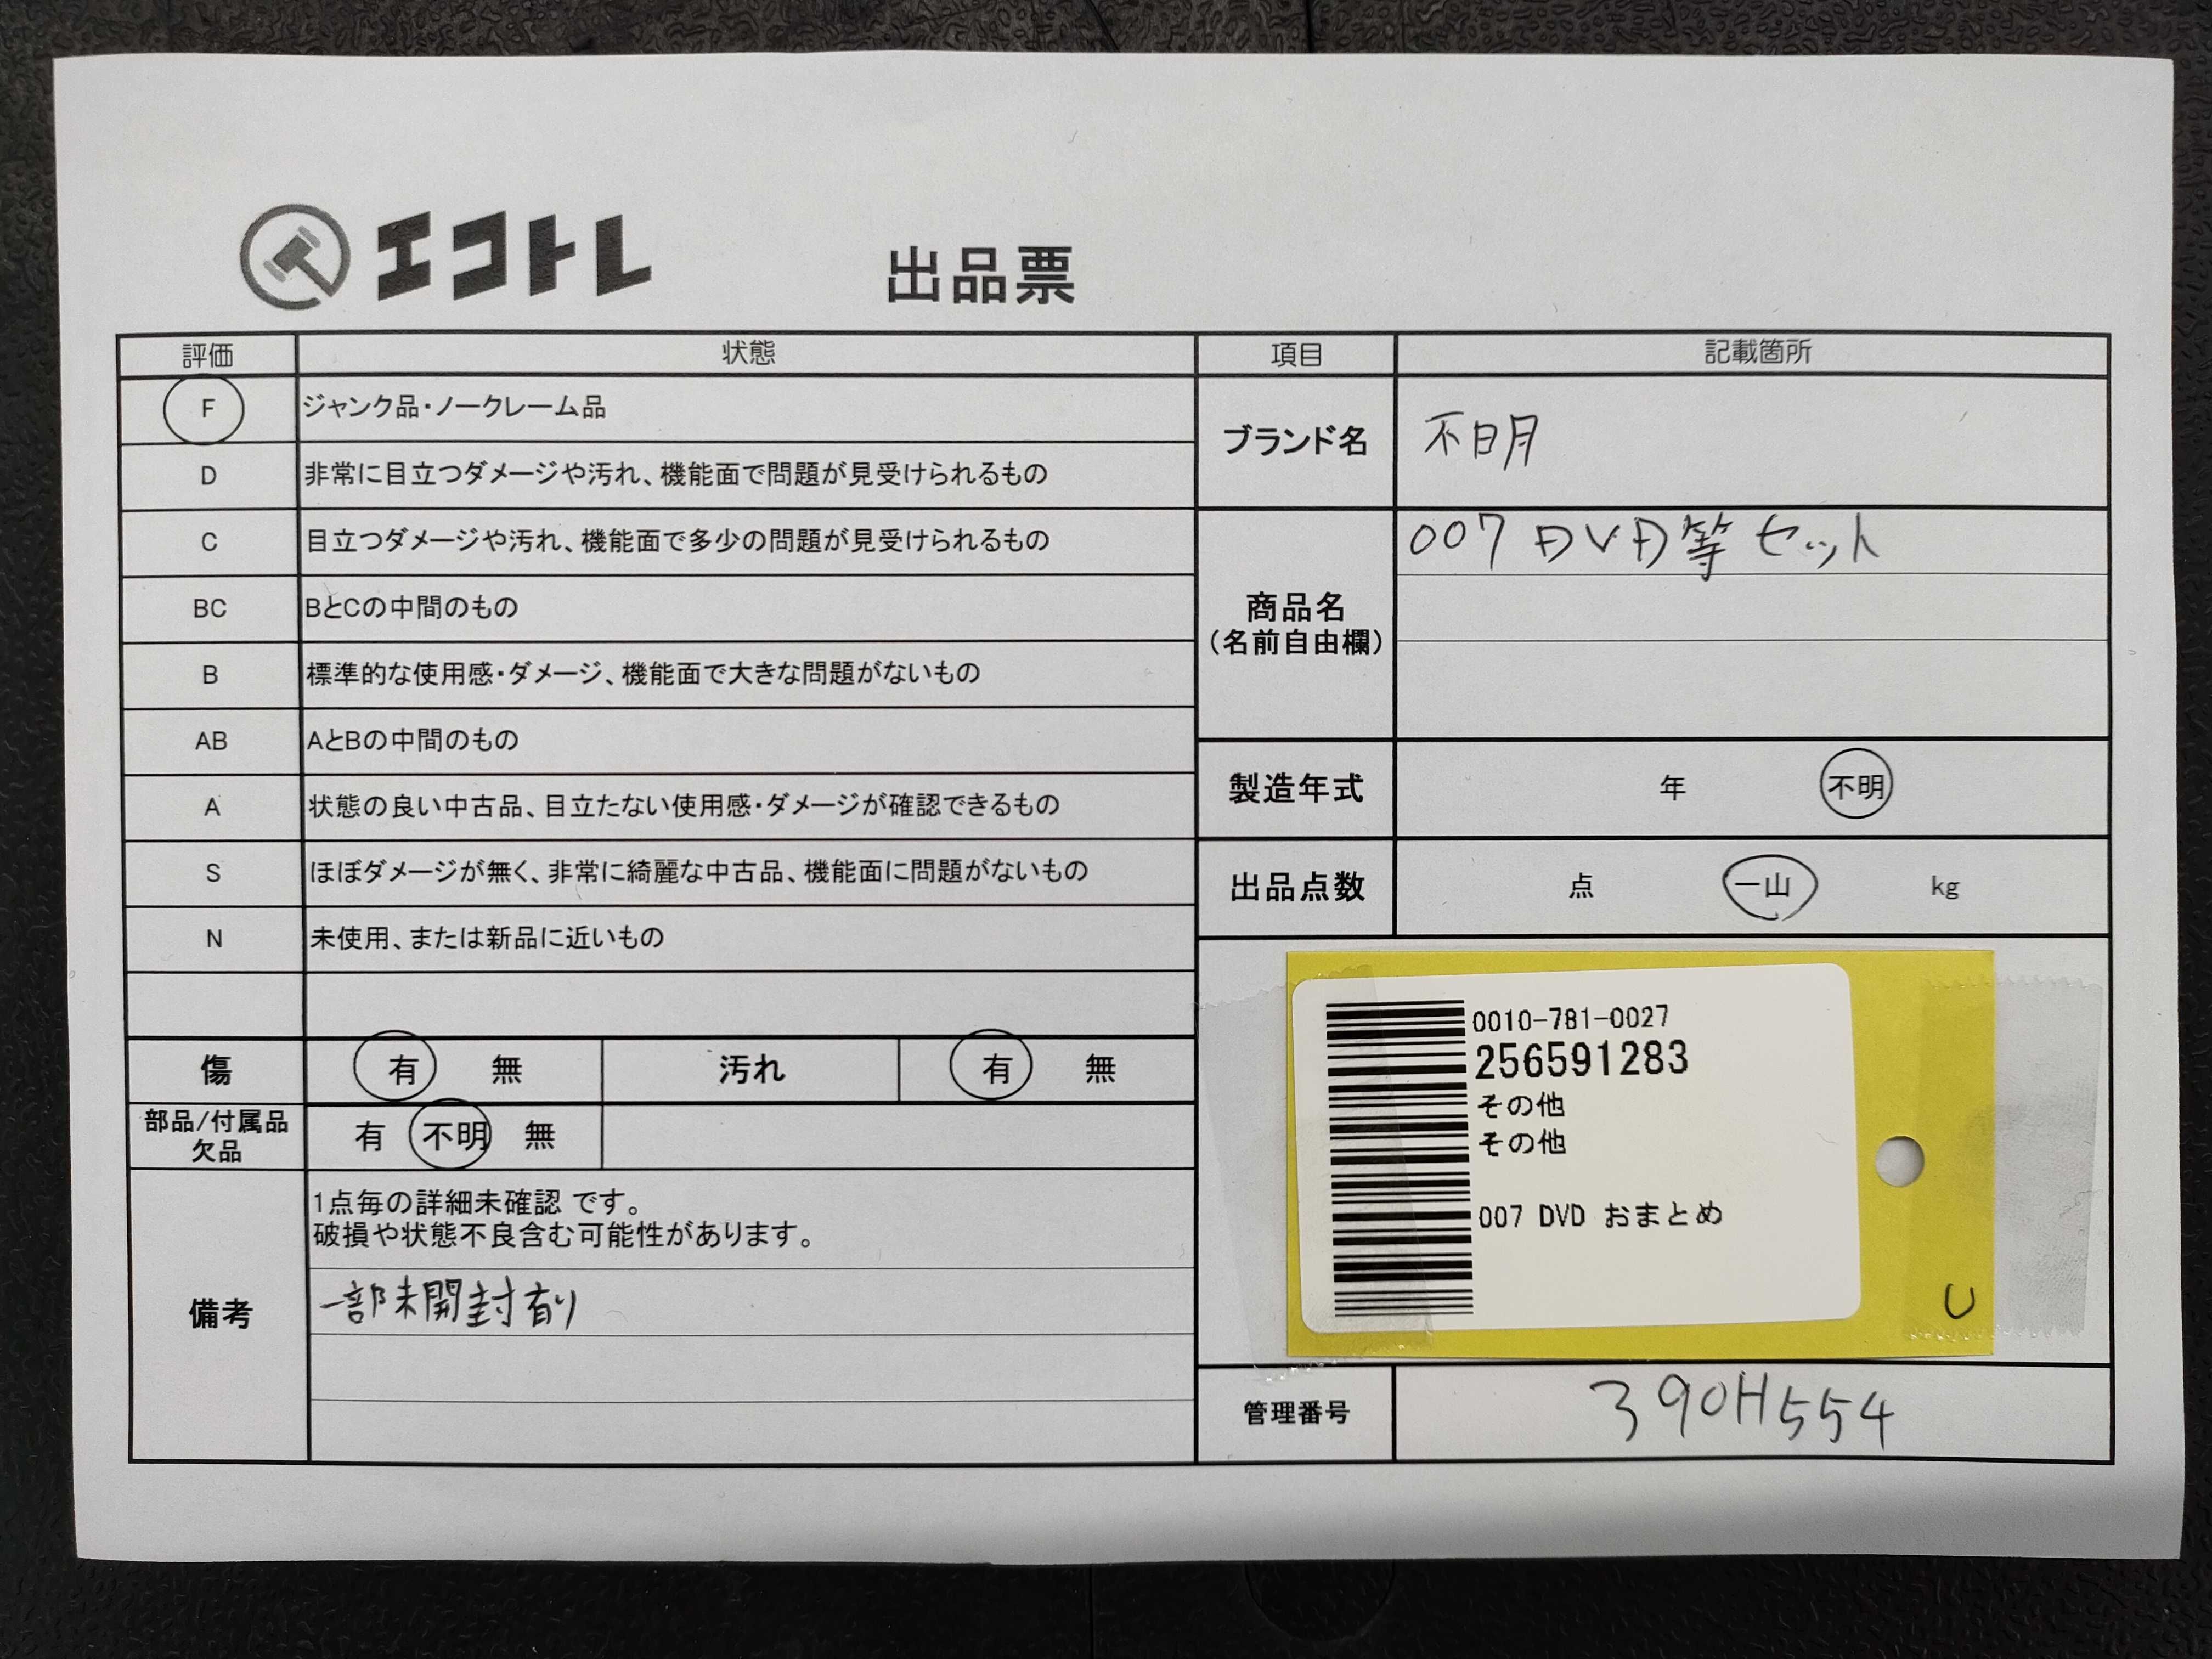 エコトレ
出品票
評価 状態
F ジャンク品・ノークレーム品
D 非常に目立つダメージや汚れ、機能面で問題が見受けられるもの
C 目立つダメージや汚れ、機能面で多少の問題が見受けられるもの
BC BとCの中間のもの
B 標準的な使用感・ダメージ、機能面で大きな問題がないもの
AB AとBの中間のもの
A 状態の良い中古品、目立たない使用感・ダメージが確認できるもの
S ほぼダメージが無く、非常に綺麗な中古品、機能面に問題がないもの
N 未使用、または新品に近いもの
傷 有 無 汚れ 有 無
部品/付属品
欠品
有 不明 無
備考
1点毎の詳細未確認 です。
破損や状態不良含む可能性があります。
一部未開封有り
項目 記載箇所
ブランド名 不明
商品名
(名前自由欄)
007 DVD等セット
製造年式 年 不明
出品点数 点 一山 kg
0010-781-0027
256591283
その他
その他
007 DVD おまとめ
U
管理番号 390H554